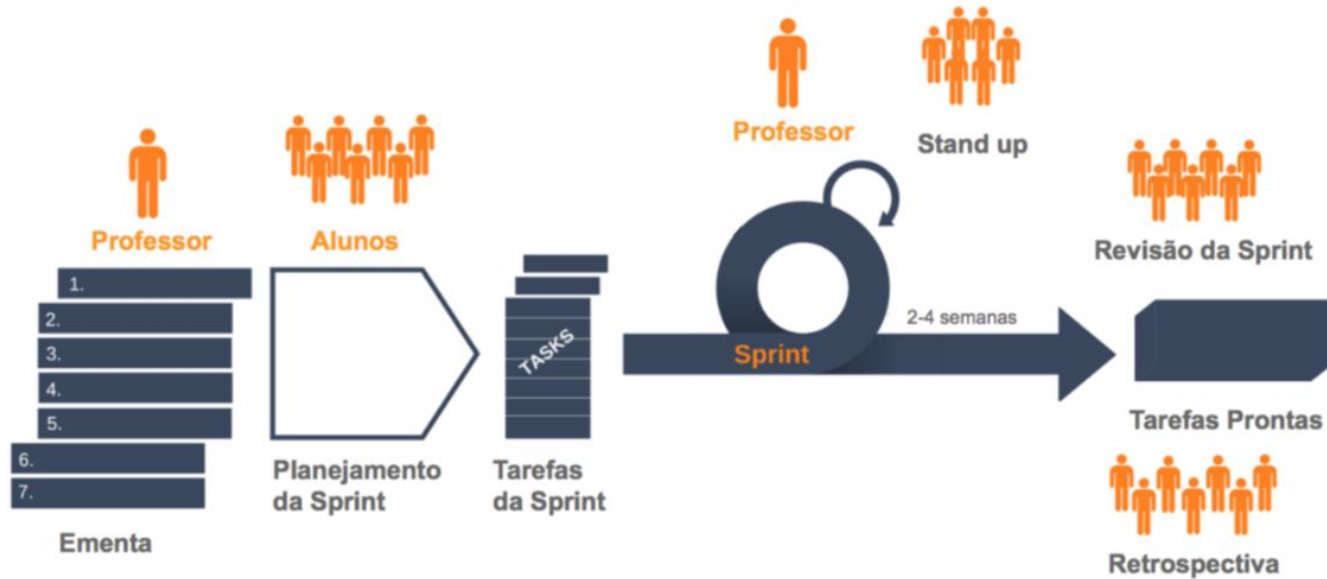 Professor
Stand up
Professor
Alunos
Revisão da Sprint
1.
2.
3.
4.
5.
6.
7.
TASKS
Sprint
2-4 semanas
Planejamento
da Sprint
Tarefas
da Sprint
Tarefas Prontas
Ementa
Retrospectiva